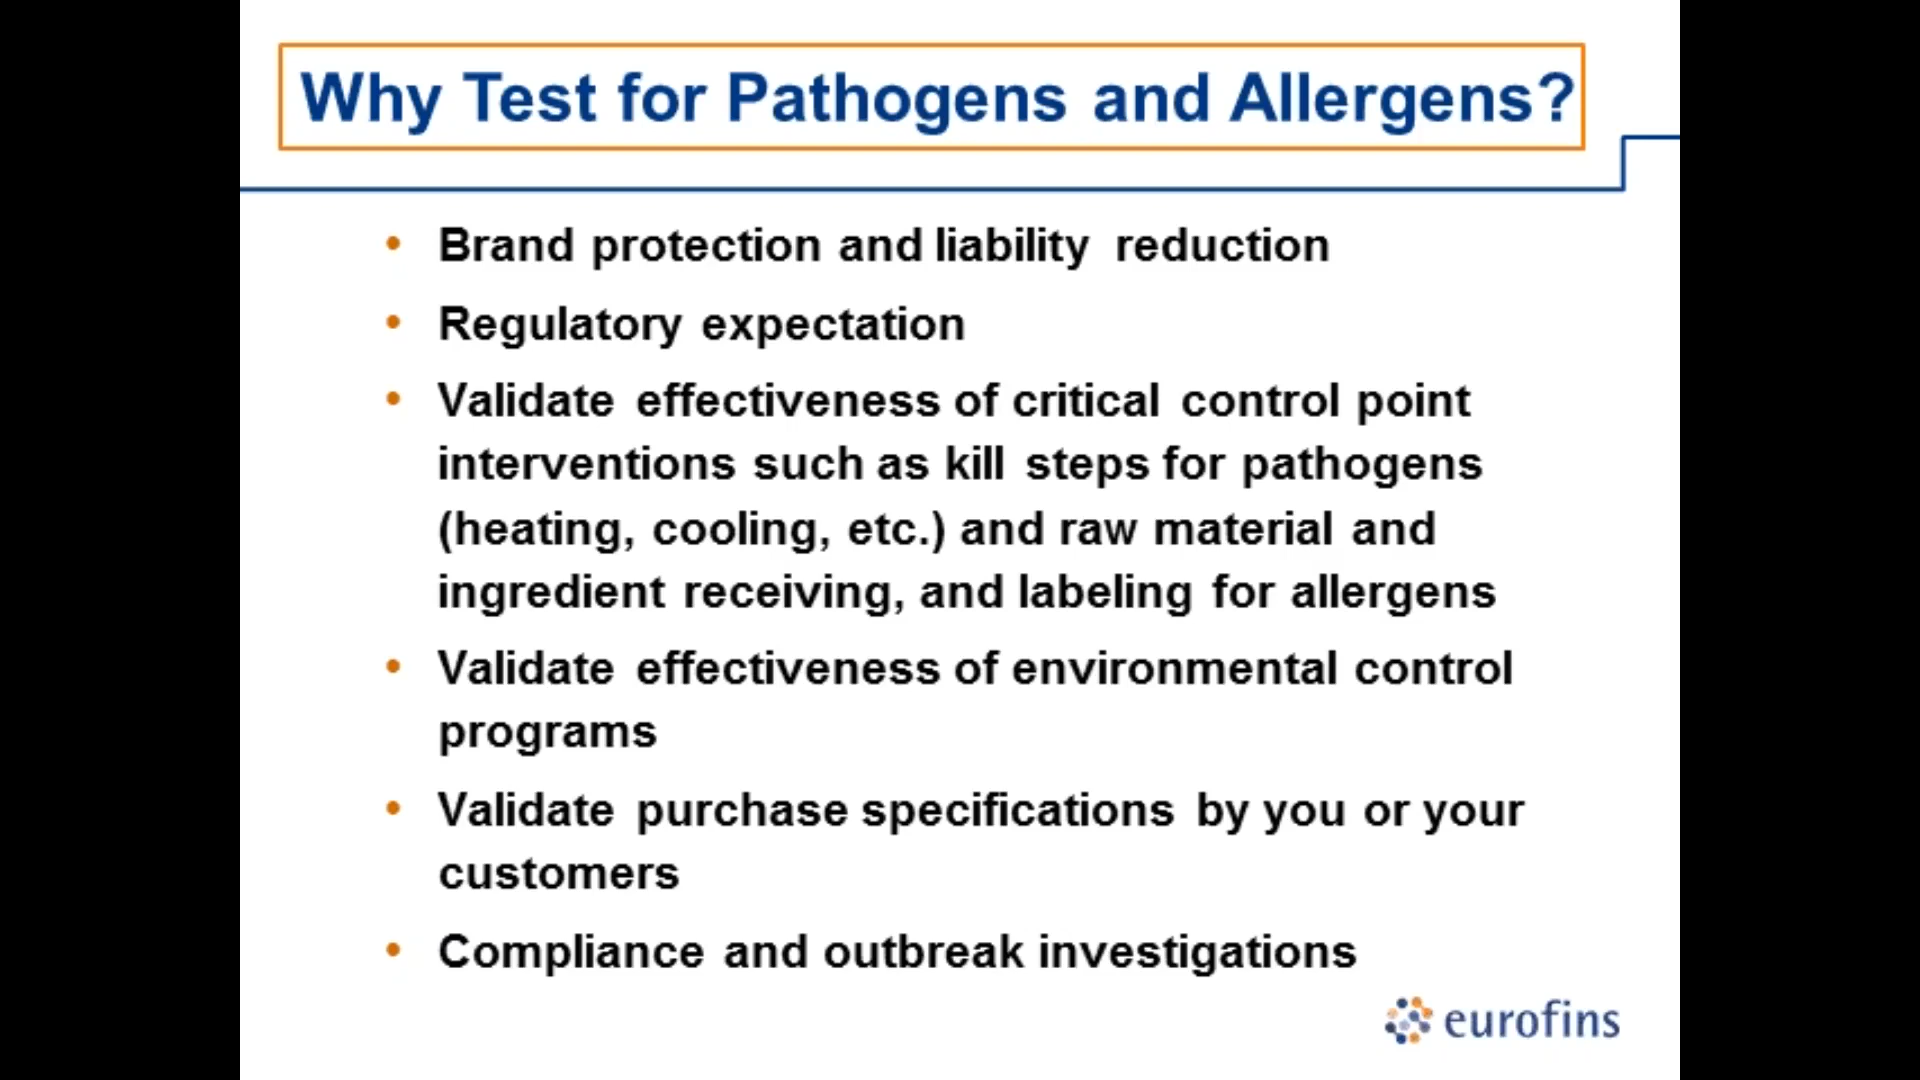 Why Test for Pathogens and Allergens?
• Brand protection and liability reduction
• Regulatory expectation
• Validate effectiveness of critical control point
interventions such as kill steps for pathogens
(heating, cooling, etc.) and raw material and
ingredient receiving, and labeling for allergens
• Validate effectiveness of environmental control
programs
• Validate purchase specifications by you or your
customers
• Compliance and outbreak investigations
eurofins